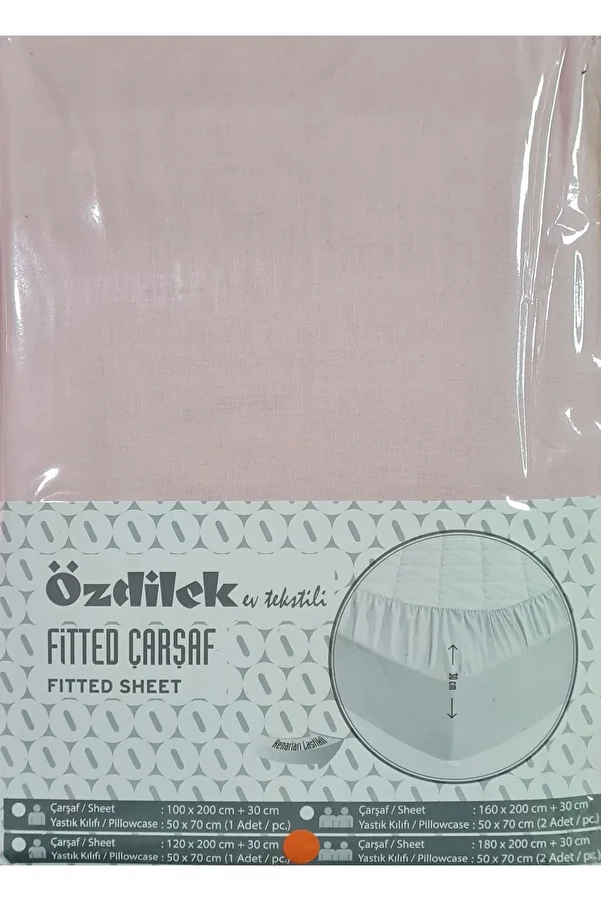 Özdilek ev tekstili
FİTTED ÇARŞAF
FITTED SHEET
30 cm
Kenarları Lastikli
Çarşaf / Sheet : 100 x 200 cm + 30 cm
Yastık Kılıfı / Pillowcase : 50 x 70 cm (1 Adet / pc.)
Çarşaf / Sheet : 160 x 200 cm + 30 cm
Yastık Kılıfı / Pillowcase : 50 x 70 cm (2 Adet / pc.)
Çarşaf / Sheet : 120 x 200 cm + 30 cm
Yastık Kılıfı / Pillowcase : 50 x 70 cm (1 Adet / pc.)
Çarşaf / Sheet : 180 x 200 cm + 30 cm
Yastık Kılıfı / Pillowcase : 50 x 70 cm (2 Adet / pc.)